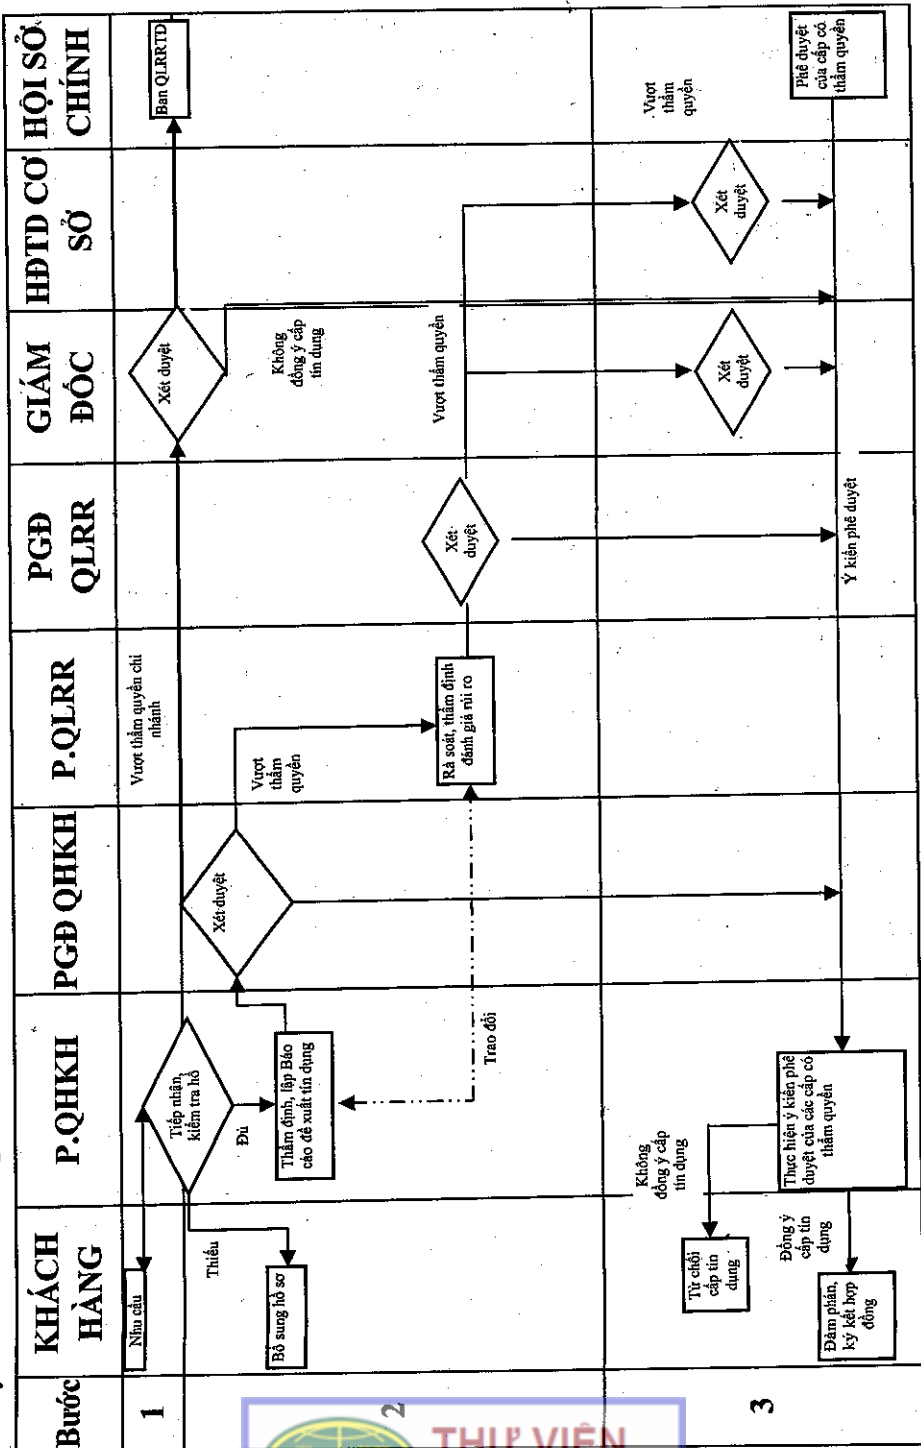 Bước
KHÁCH
HÀNG
P.QHKH
PGĐ QHKH
P.QLRR
PGĐ
QLRR
GIÁM
ĐỐC
HĐTD CƠ
SỞ
HỘI SỞ
CHÍNH
1
Nhu cầu
Tiếp nhận,
kiểm tra hồ
Vượt thẩm quyền chi
nhánh
Xét duyệt
Ban QLRRTD
2
Thiếu
Bổ sung hồ sơ
Đủ
Thẩm định, lập Báo
cáo đề xuất tín dụng
Xét duyệt
Vượt
thẩm
quyền
Trao đổi
Rà soát, thẩm định
đánh giá rủi ro
Xét
duyệt
Không
đồng ý cấp
tín dụng
Vượt thẩm quyền
3
Từ chối
cấp tín
dụng
Không
đồng ý cấp
tín dụng
Đàm phán,
ký kết hợp
đồng
Đồng ý
cấp tín
dụng
Thực hiện ý kiến phê
duyệt của các cấp có
thẩm quyền
Ý kiến phê duyệt
Xét
duyệt
Xét
duyệt
Vượt
thẩm
quyền
Phê duyệt
của cấp có
thẩm quyền
THƯ VIỆN